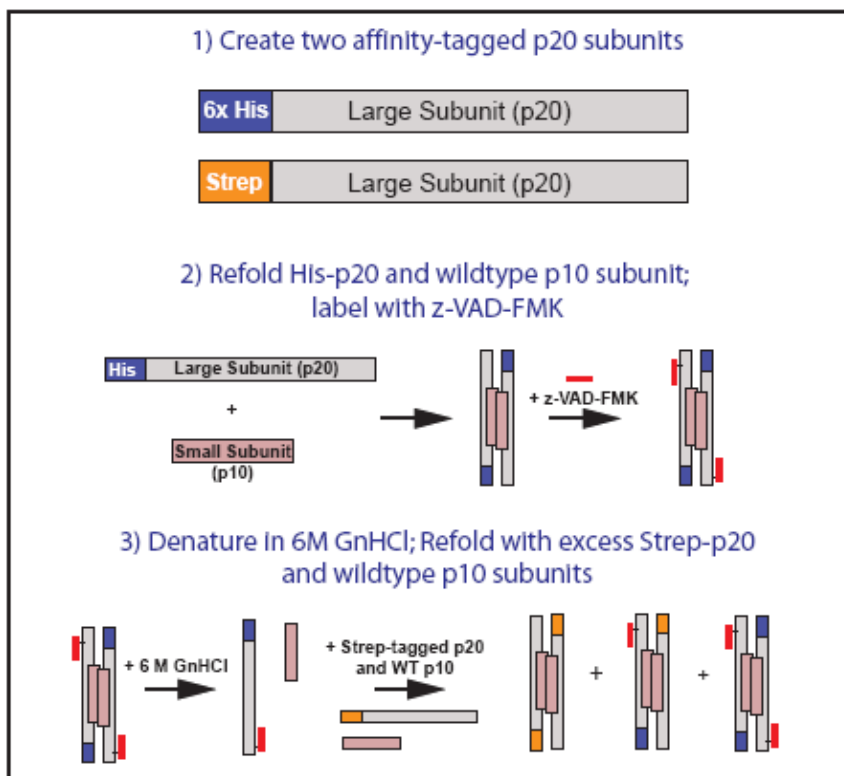 1) Create two affinity-tagged p20 subunits
6x His
Large Subunit (p20)
Strep
Large Subunit (p20)
2) Refold His-p20 and wildtype p10 subunit;
label with z-VAD-FMK
His
Large Subunit (p20)
+
Small Subunit
(p10)
+ z-VAD-FMK
3) Denature in 6M GnHCl; Refold with excess Strep-p20
and wildtype p10 subunits
+ 6 M GnHCl
+ Strep-tagged p20
and WT p10
+
+